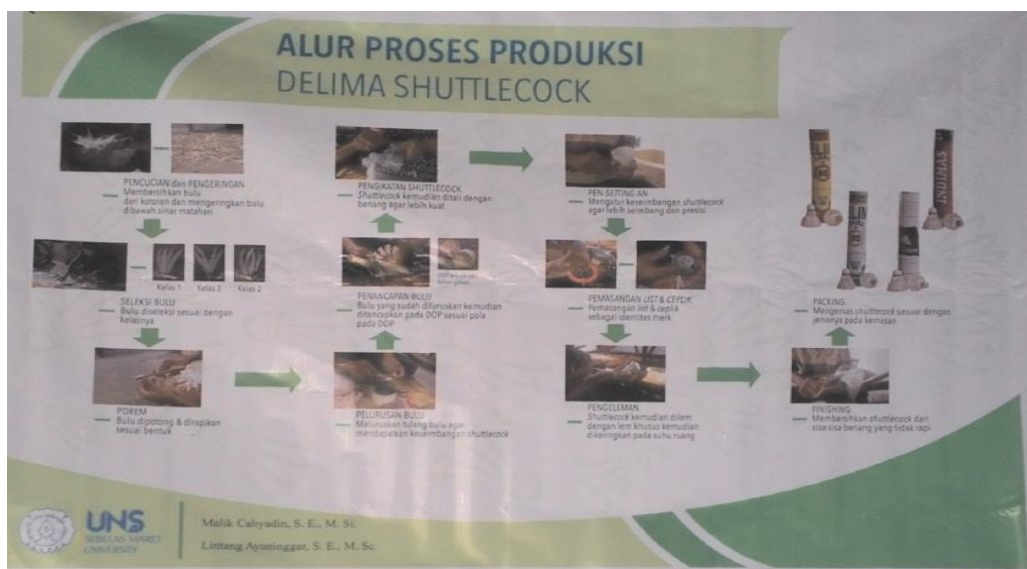 ALUR PROSES PRODUKSI
DELIMA SHUTTLECOCK
PENCUCIAN dan PENGERINGAN
Membersihkan bulu
dari kotoran dan mengeringkan bulu
dibawah sinar matahari
Kelas 1
Kelas 2
SELEKSI BULU
Bulu diseleksi sesuai dengan
kelasnya
POREM
Bulu dipotong & dirapikan
sesuai bentuk
PELURUSAN BULU
Meluruskan tulang bulu agar
mendapatkan keseimbangan shuttlecock
PENANCAPAN BULU
Bulu yang sudah diluruskan kemudian
ditancapkan pada DOP sesuai pola
pada DOP
PENGIKATAN SHUTTLECOCK
Shuttlecock kemudian ditali dengan
benang agar lebih kuat
PEN-SETTING-AN
Mengatur keseimbangan shuttlecock
agar lebih seimbang dan presisi
PEMASANGAN LIST & CEPLIK
Pemasangan list & ceplik
sebagai identitas merk
PENGELEMAN
Shuttlecock kemudian dilem
dengan lem khusus kemudian
dikeringkan pada suhu ruang
FINISHING
Membersihkan shuttlecock dari
sisa-sisa benang yang tidak rapi
PACKING
Mengemas shuttlecock sesuai dengan
jenisnya pada kemasan
INDIMAS
UNS
SEBELAS MARET
UNIVERSITY
Malik Cahyadin, S. E., M. Si.
Lintang Ayuninggar, S. E., M. Sc.